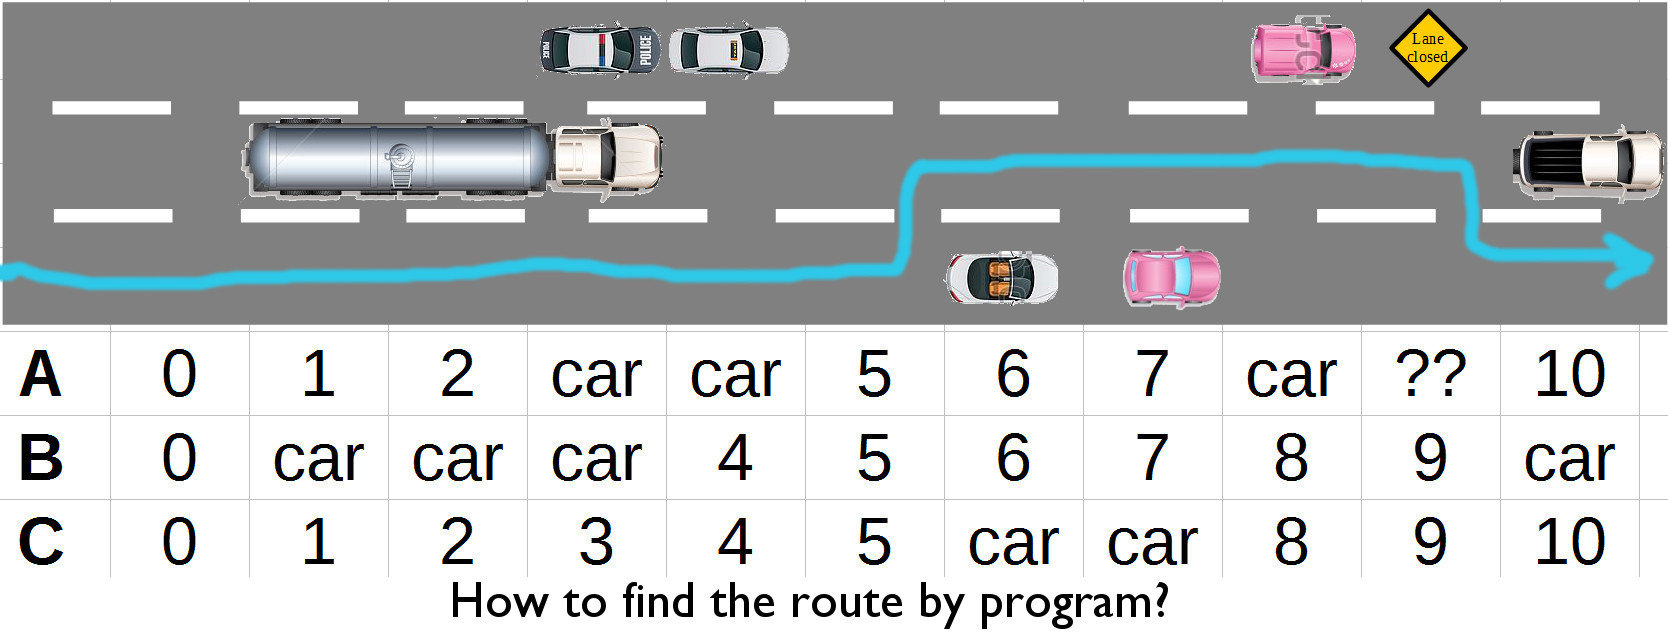 POLICE
POLICE
Lane
closed
A 0 1 2 car car 5 6 7 car ?? 10
B 0 car car car 4 5 6 7 8 9 car
C 0 1 2 3 4 5 car car 8 9 10
How to find the route by program?